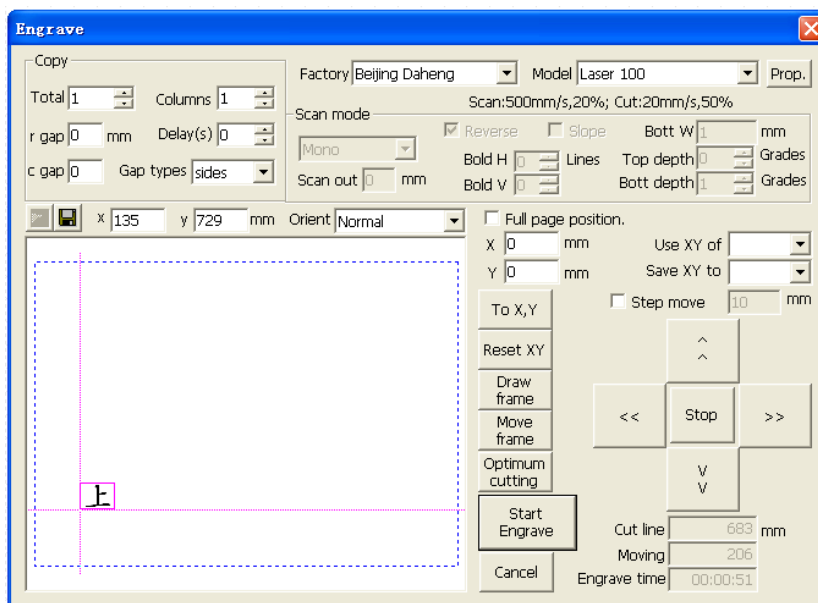 Engrave
Copy
Total 1 Columns 1
r gap 0 mm Delay(s) 0
c gap 0 Gap types sides
Factory Beijing Daheng Model Laser 100 Prop.
Scan:500mm/s,20%; Cut:20mm/s,50%
Scan mode
Mono
Scan out 0 mm
Reverse Slope Bott W 1 mm
Bold H 0 Lines Top depth 0 Grades
Bold V 0 Bott depth 1 Grades
X 135 y 729 mm Orient Normal
上
Full page position.
X 0 mm Use XY of
Y 0 mm Save XY to
Step move 10 mm
To X,Y
Reset XY
Draw
frame
Move
frame
Optimum
cutting
Start
Engrave
Cancel
^
^
<< Stop >>
V
V
Cut line 683 mm
Moving 206
Engrave time 00:00:51